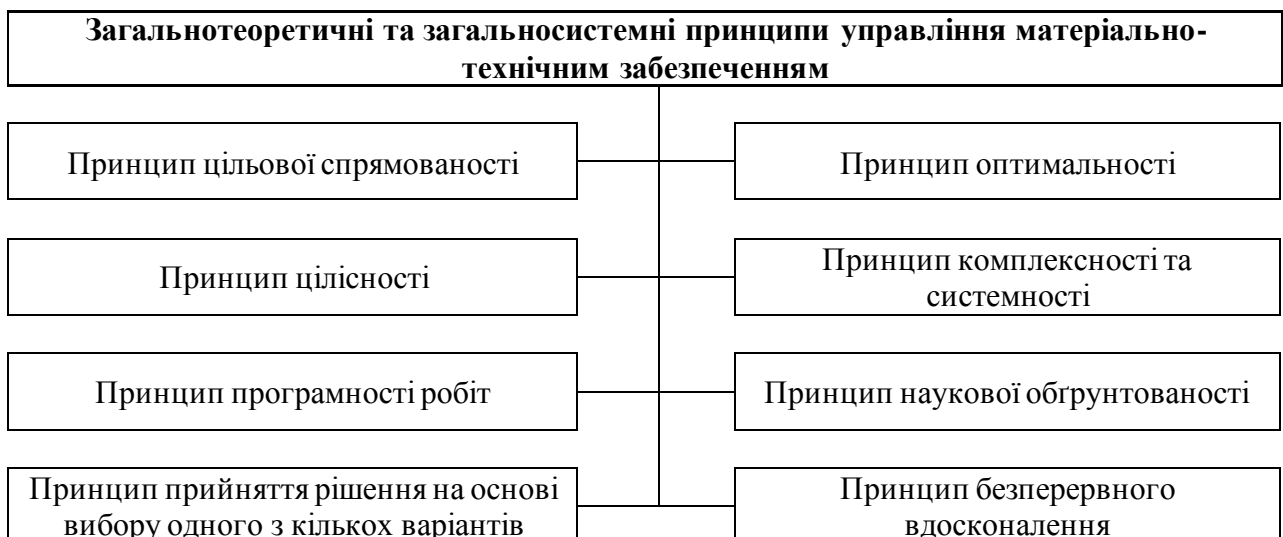 Загальнотеоретичні та загальносистемні принципи управління матеріально-
технічним забезпеченням
Принцип цільової спрямованості
Принцип оптимальності
Принцип цілісності
Принцип комплексності та
системності
Принцип програмності робіт
Принцип наукової обґрунтованості
Принцип прийняття рішення на основі
вибору одного з кількох варіантів
Принцип безперервного
вдосконалення